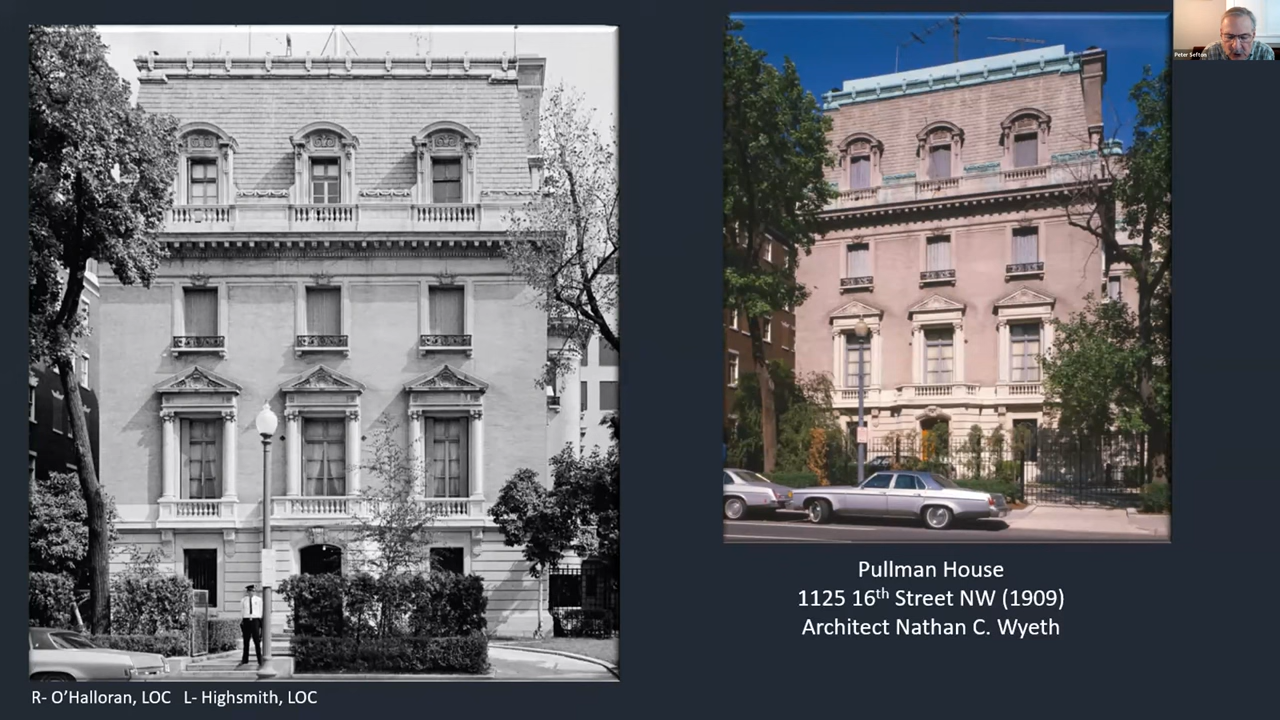 Peter Sefton
Pullman House
1125 16th Street NW (1909)
Architect Nathan C. Wyeth
R- O'Halloran, LOC L- Highsmith, LOC